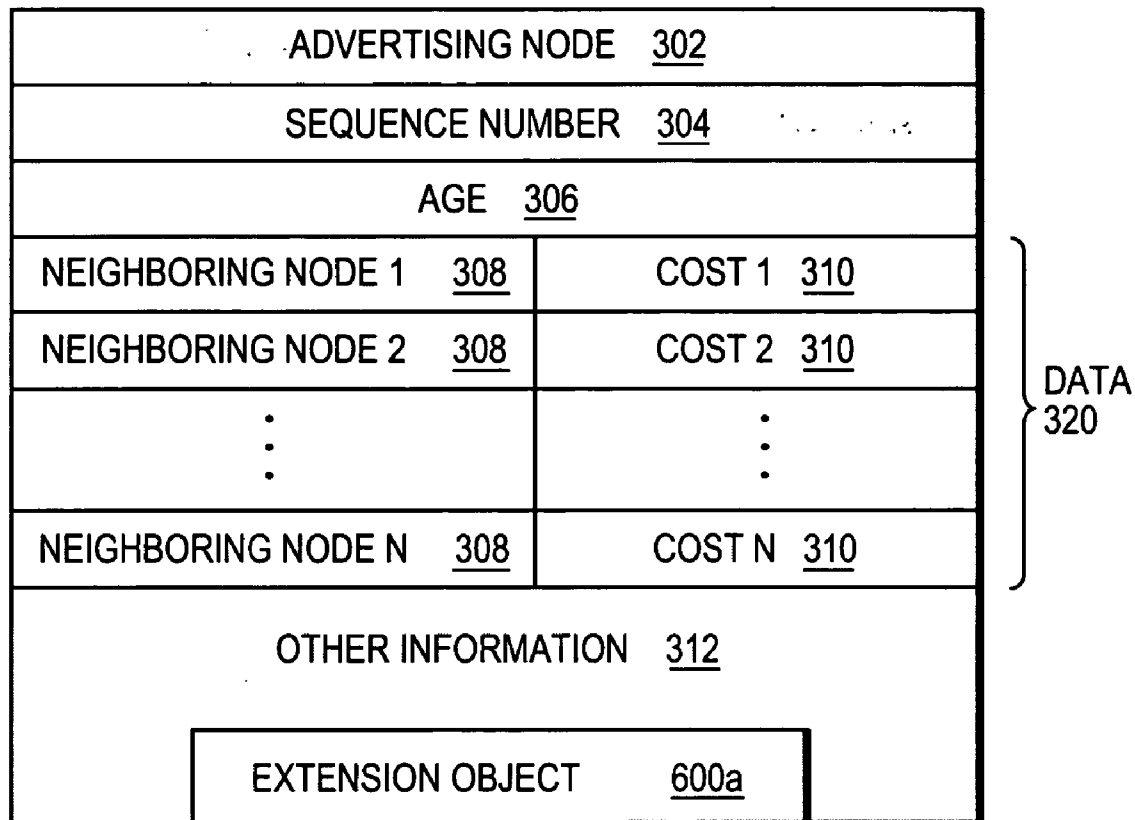 ADVERTISING NODE 302
SEQUENCE NUMBER 304
AGE 306
NEIGHBORING NODE 1 308 COST 1 310
NEIGHBORING NODE 2 308 COST 2 310
NEIGHBORING NODE N 308 COST N 310
DATA
320
OTHER INFORMATION 312
EXTENSION OBJECT 600a